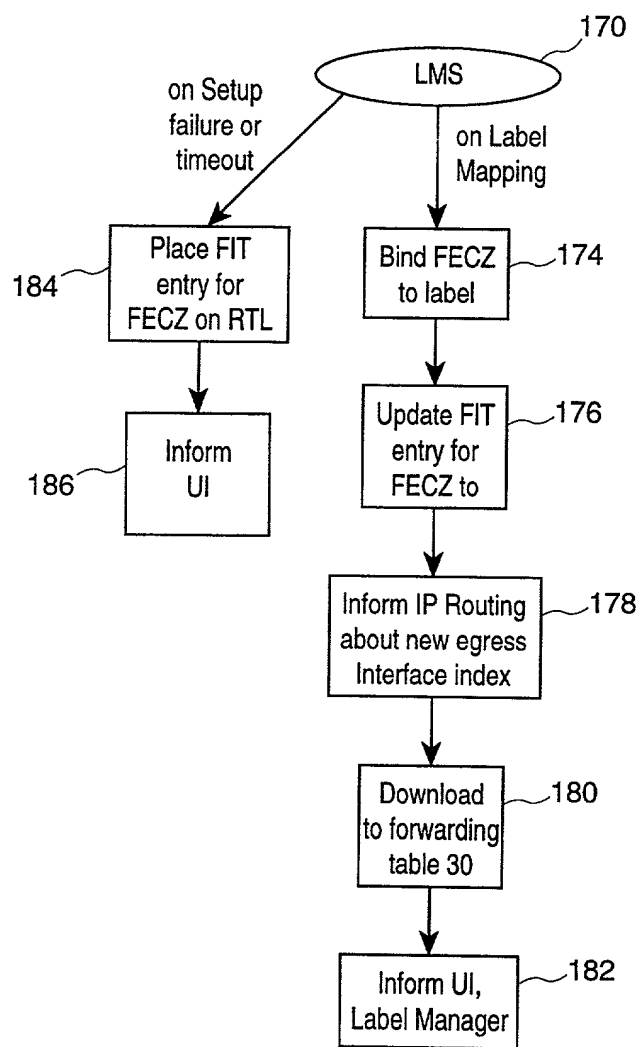 170
LMS
on Setup
failure or
timeout
on Label
Mapping
184
Place FIT
entry for
FECZ on RTL
Bind FECZ
to label
174
186
Inform
UI
Update FIT
entry for
FECZ to
176
Inform IP Routing
about new egress
Interface index
178
Download
to forwarding
table 30
180
Inform UI,
Label Manager
182